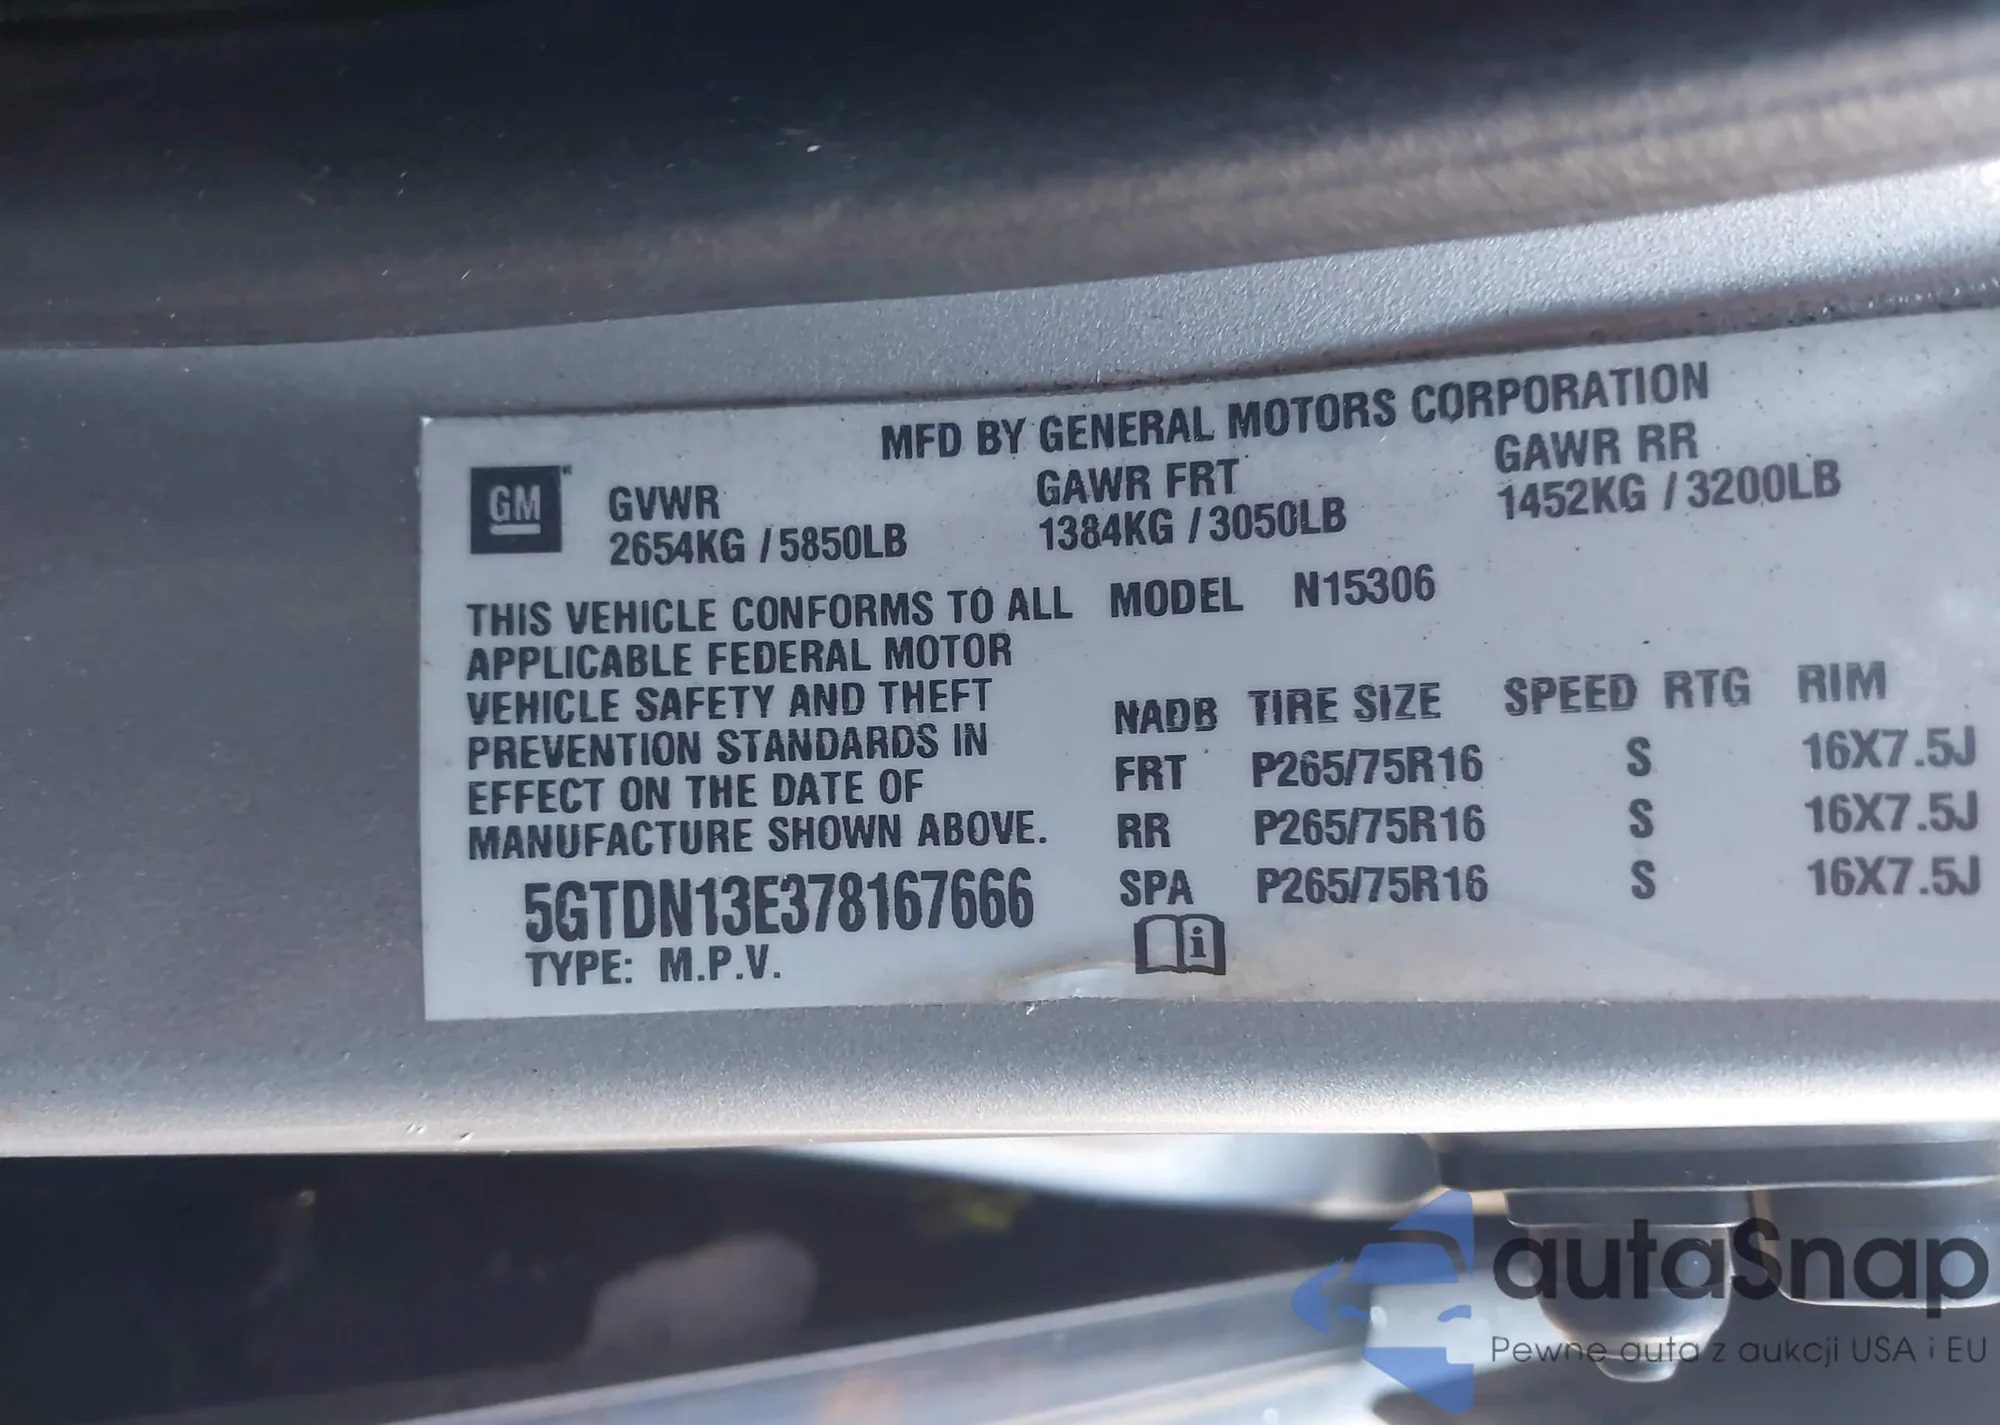 MFD BY GENERAL MOTORS CORPORATION
GM GVWR GAWR FRT GAWR RR
2654KG / 5850LB 1384KG / 3050LB 1452KG / 3200LB
THIS VEHICLE CONFORMS TO ALL MODEL N15306
APPLICABLE FEDERAL MOTOR
VEHICLE SAFETY AND THEFT
PREVENTION STANDARDS IN
EFFECT ON THE DATE OF
MANUFACTURE SHOWN ABOVE.
5GTDN13E378167666
TYPE: M.P.V.
NADB TIRE SIZE SPEED RTG RIM
FRT P265/75R16 S 16X7.5J
RR P265/75R16 S 16X7.5J
SPA P265/75R16 S 16X7.5J
i
autaSnap
Pewne auta z aukcji USA i EU